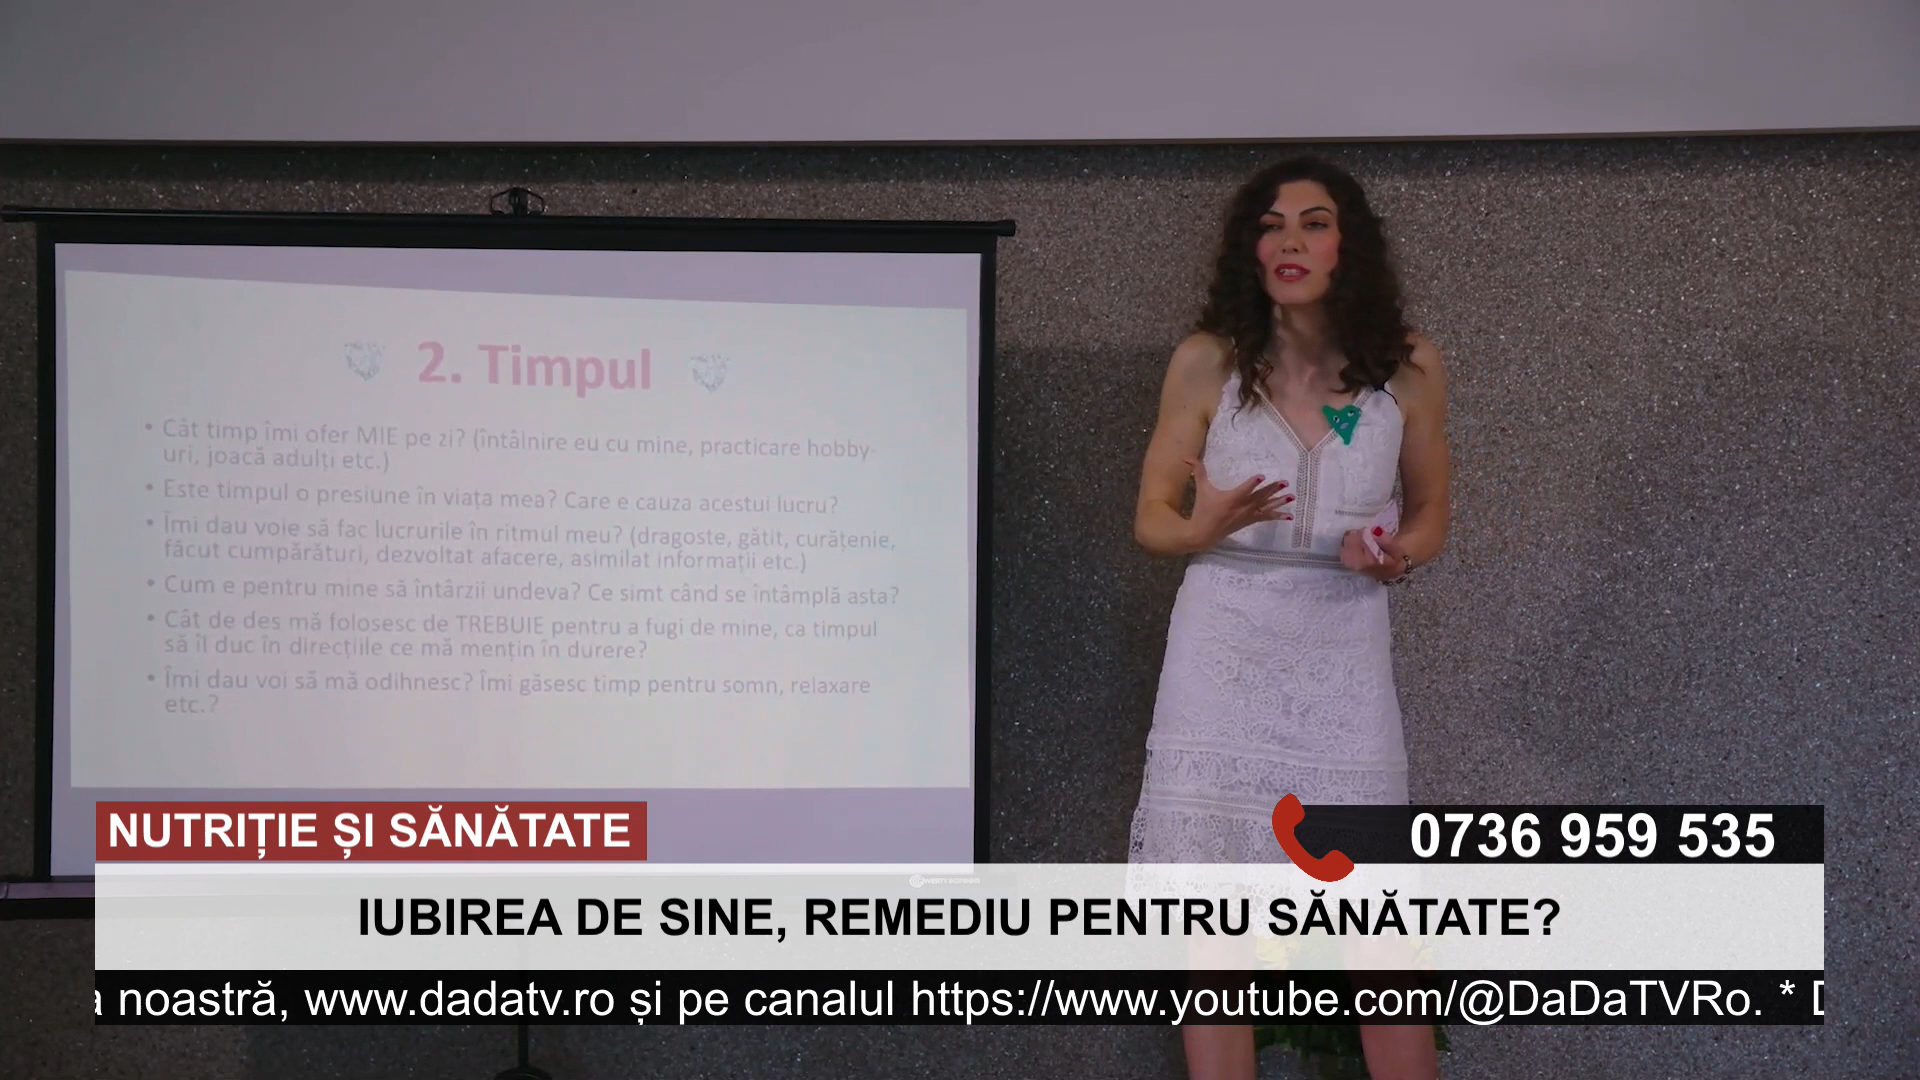 2. Timpul
• Cât timp îmi ofer MIE pe zi? (întâlnire eu cu mine, practicare hobby-
uri, joacă adulți etc.)
• Este timpul o presiune în viața mea? Care e cauza acestui lucru?
• Îmi dau voie să fac lucrurile în ritmul meu? (dragoste, gătit, curățenie,
făcut cumpărături, dezvoltat afacere, asimilat informații etc.)
• Cum e pentru mine să întârzii undeva? Ce simt când se întâmplă asta?
• Cât de des mă folosesc de TREBUIE pentru a fugi de mine, ca timpul
să îl duc în direcțiile ce mă mențin în durere?
• Îmi dau voi să mă odihnesc? Îmi găsesc timp pentru somn, relaxare
etc.?
NUTRIȚIE ȘI SĂNĂTATE
0736 959 535
IUBIREA DE SINE, REMEDIU PENTRU SĂNĂTATE?
a noastră, www.dadatv.ro și pe canalul https://www.youtube.com/@DaDaTVRo. *